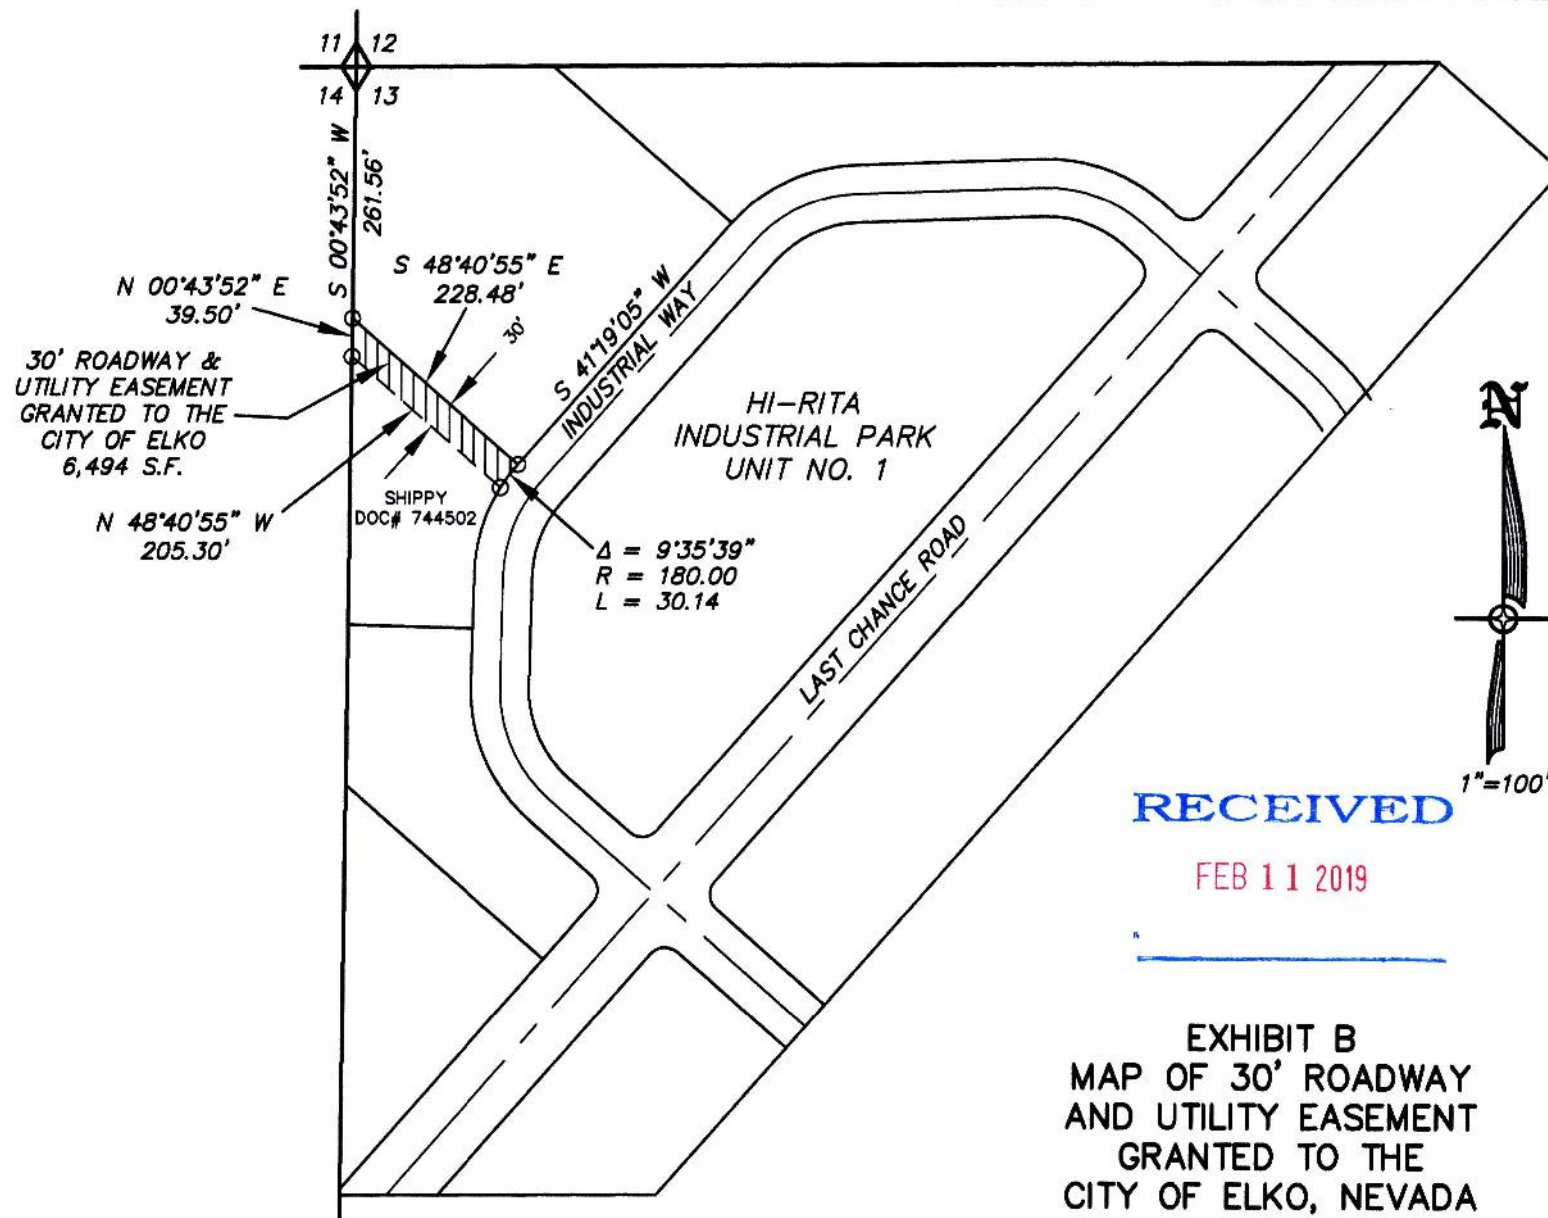 11 12
14 13
S 00°43'52" W
261.56'
N 00°43'52" E
39.50'
S 48°40'55" E
228.48'
30'
30' ROADWAY &
UTILITY EASEMENT
GRANTED TO THE
CITY OF ELKO
6,494 S.F.
S 41°19'05" W
INDUSTRIAL WAY
HI-RITA
INDUSTRIAL PARK
UNIT NO. 1
N
SHIPPY
DOC# 744502
N 48°40'55" W
205.30'
Δ = 9°35'39"
R = 180.00
L = 30.14
LAST CHANCE ROAD
1"=100'
RECEIVED
FEB 11 2019
EXHIBIT B
MAP OF 30' ROADWAY
AND UTILITY EASEMENT
GRANTED TO THE
CITY OF ELKO, NEVADA